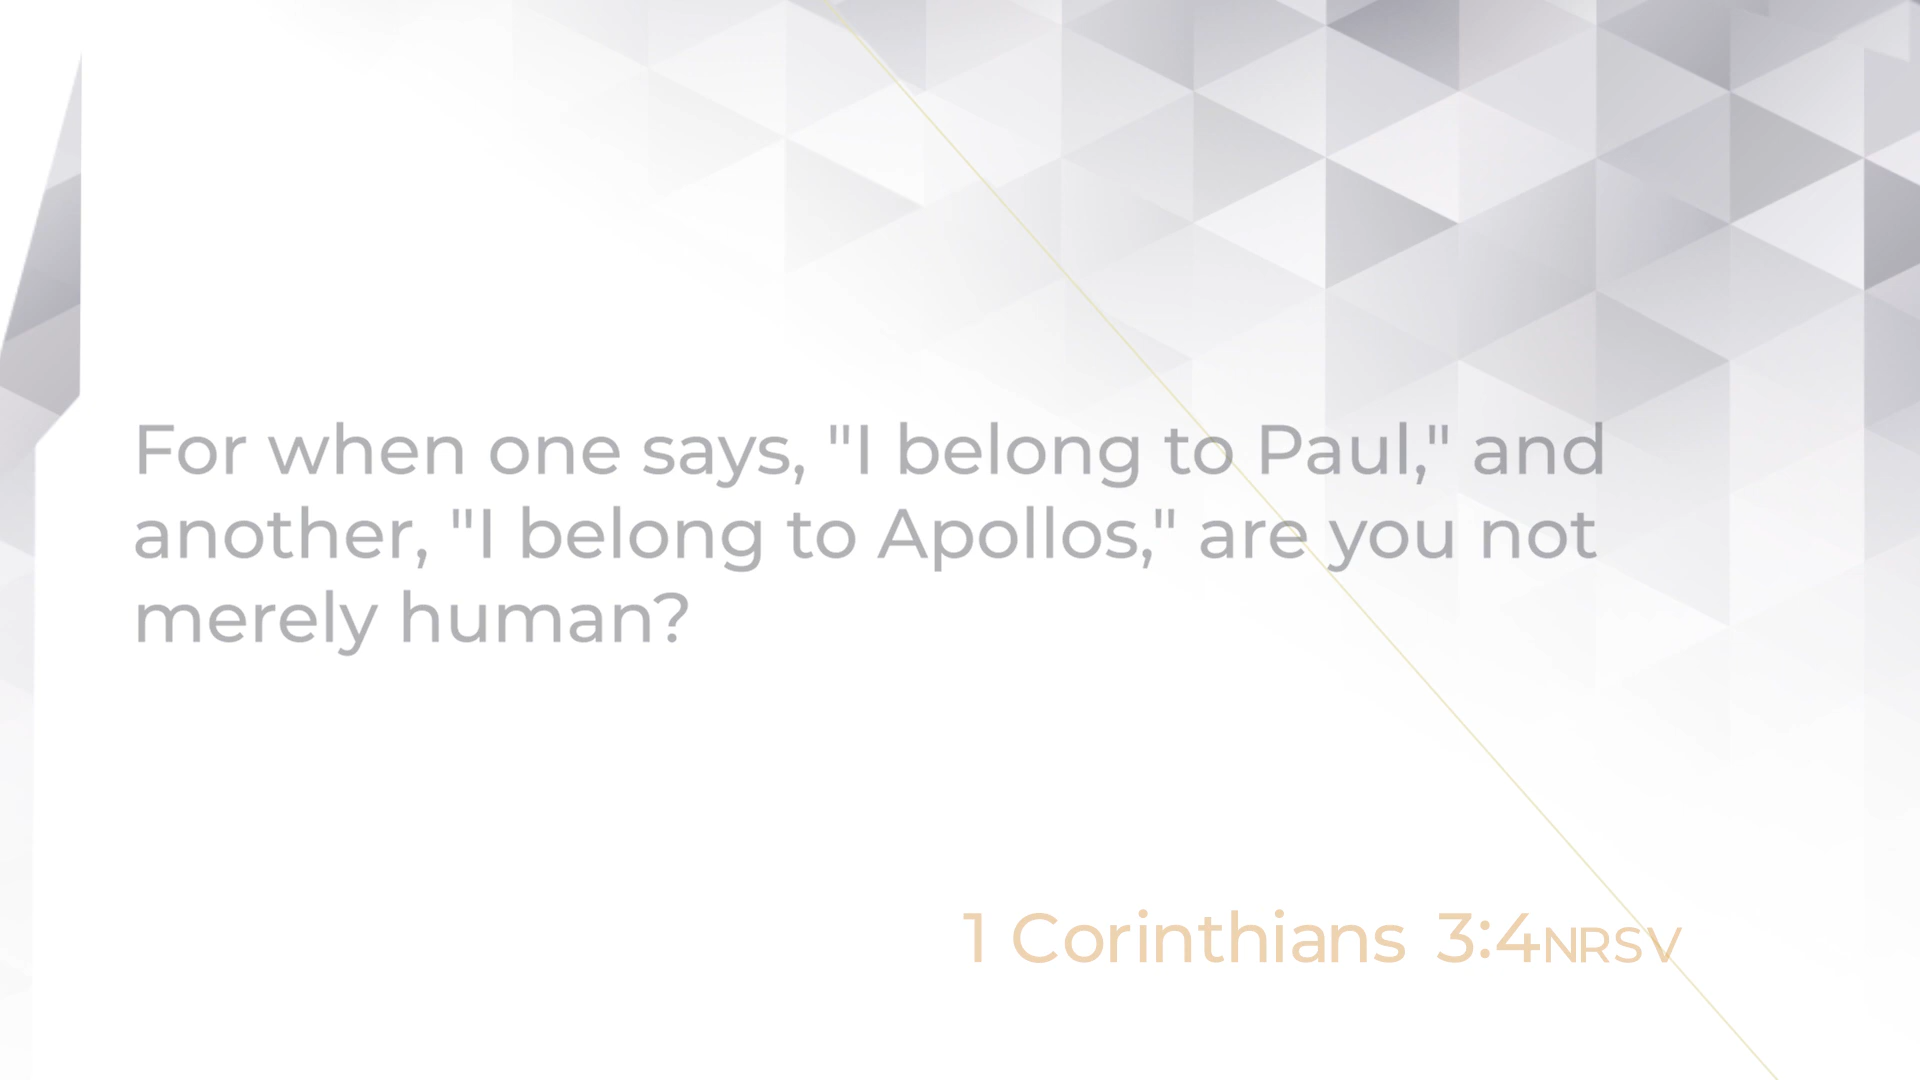 For when one says, "I belong to Paul," and
another, "I belong to Apollos," are you not
merely human?
1 Corinthians 3:4NRSV